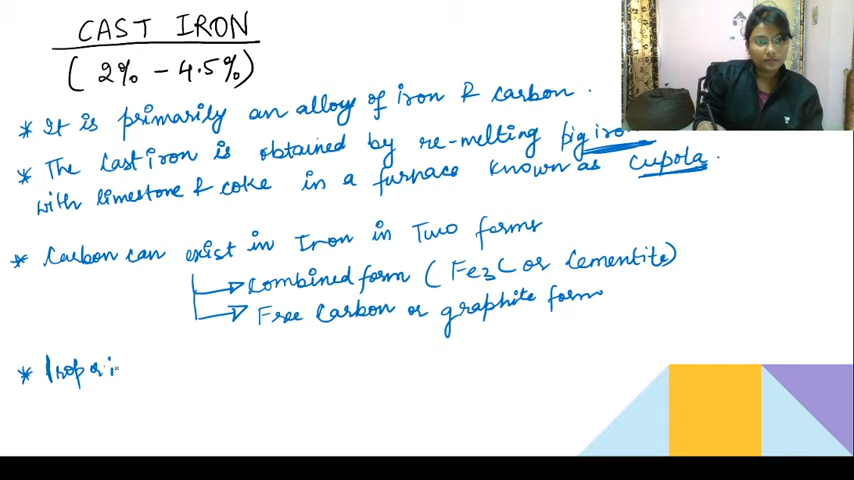 CAST IRON
(2% - 4.5%)
* It is primarily an alloy of iron & carbon.
* The Cast iron is obtained by re-melting pig iron
with limestone & coke in a furnace known as cupola.
* Carbon can exist in Iron in Two forms
Combined form (Fe3C or Cementite)
Free Carbon or graphite form
*